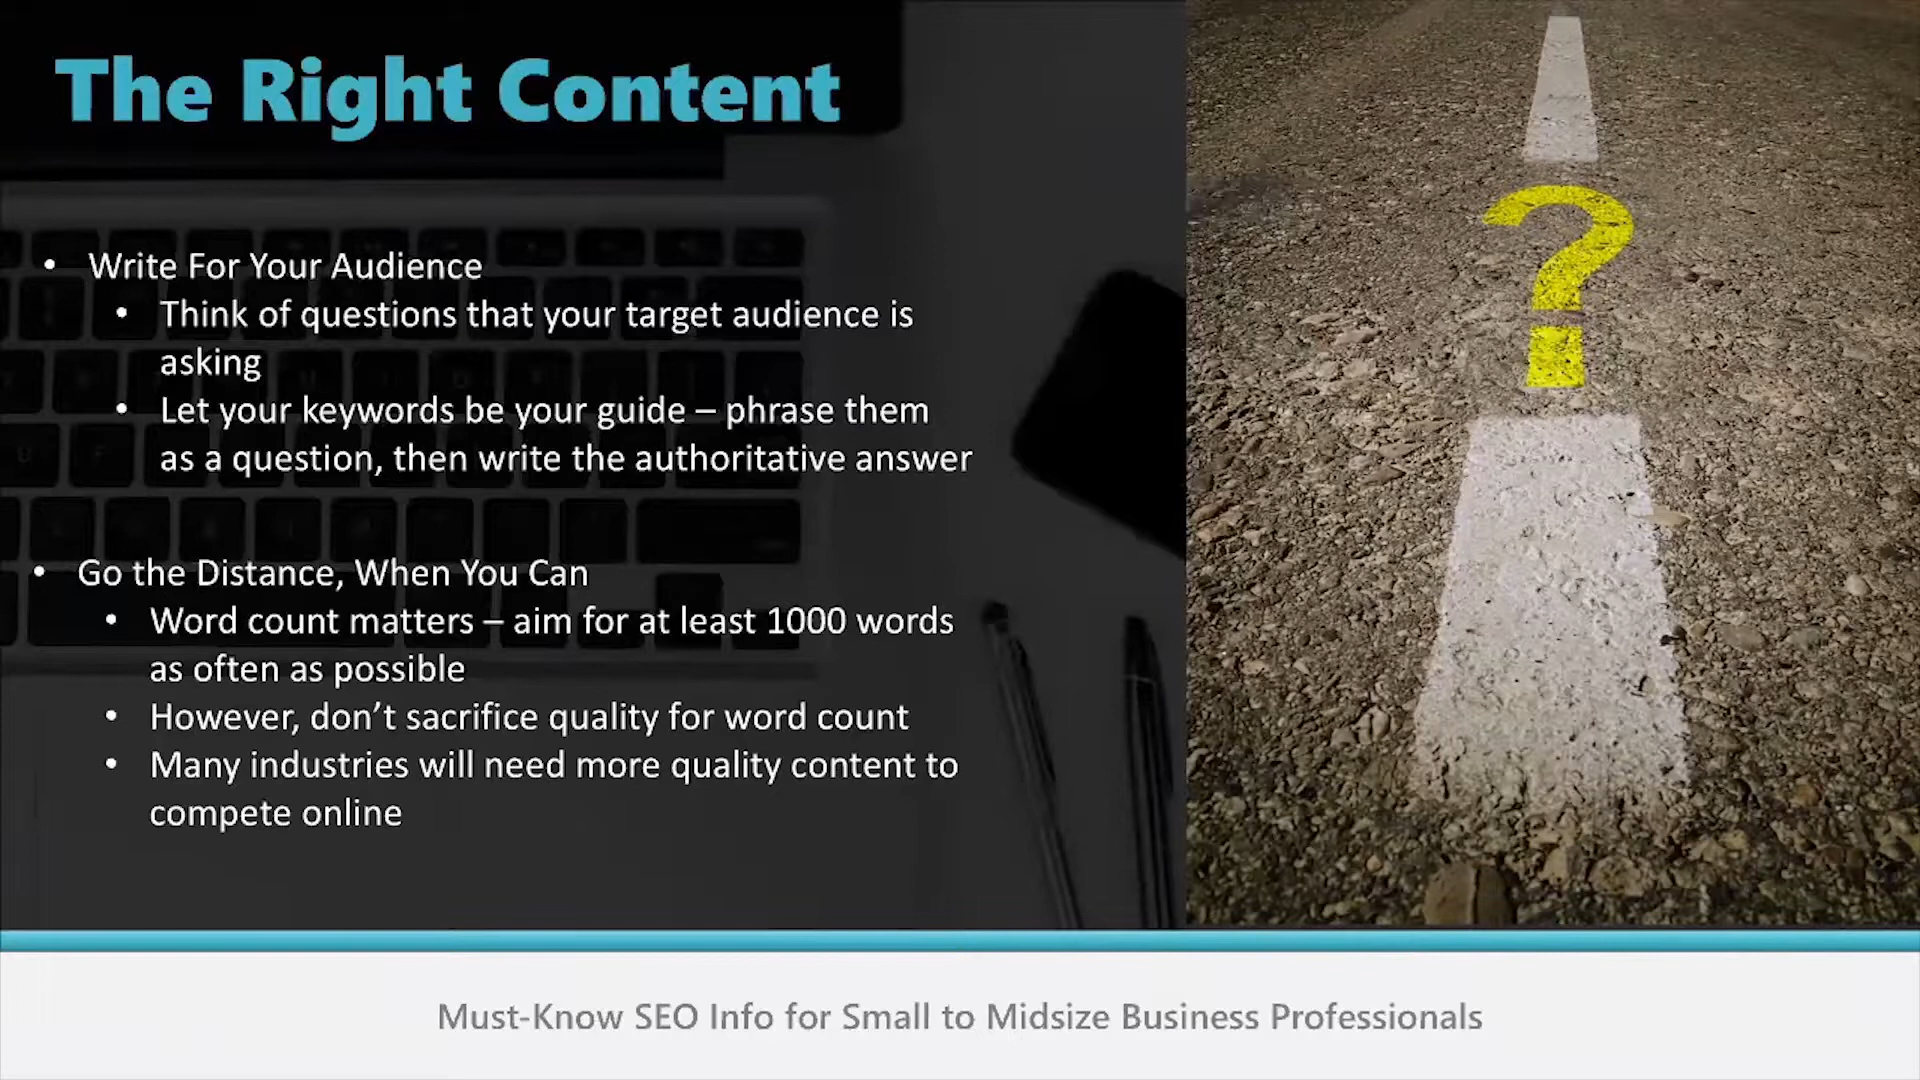 The Right Content
• Write For Your Audience
• Think of questions that your target audience is
asking
• Let your keywords be your guide – phrase them
as a question, then write the authoritative answer
• Go the Distance, When You Can
• Word count matters – aim for at least 1000 words
as often as possible
• However, don’t sacrifice quality for word count
• Many industries will need more quality content to
compete online
?
Must-Know SEO Info for Small to Midsize Business Professionals